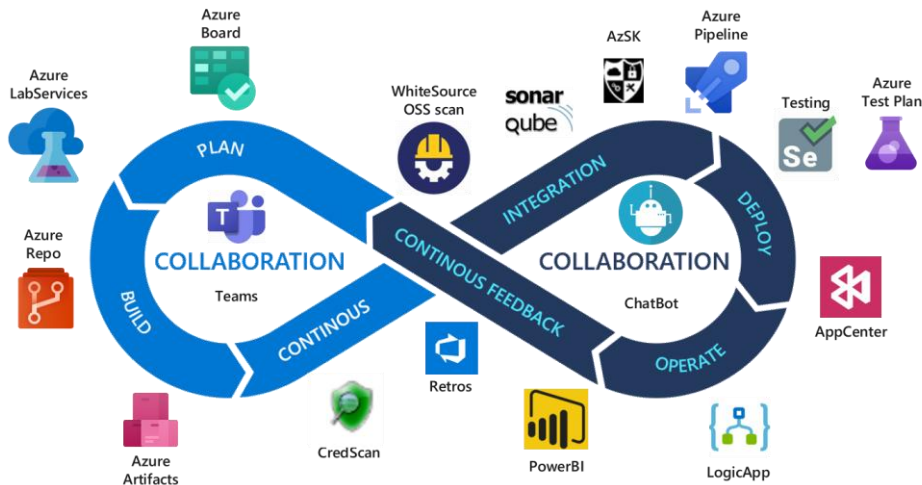 Azure
Board
Azure
LabServices
WhiteSource
OSS scan
sonar
qube
AzSK
Azure
Pipeline
Testing
Se
Azure
Test Plan
PLAN
INTEGRATION
T
COLLABORATION
Teams
CONTINOUS FEEDBACK
COLLABORATION
ChatBot
DEPLOY
Azure
Repo
BUILD
CONTINOUS
OPERATE
AppCenter
Retros
Azure
Artifacts
CredScan
PowerBI
LogicApp